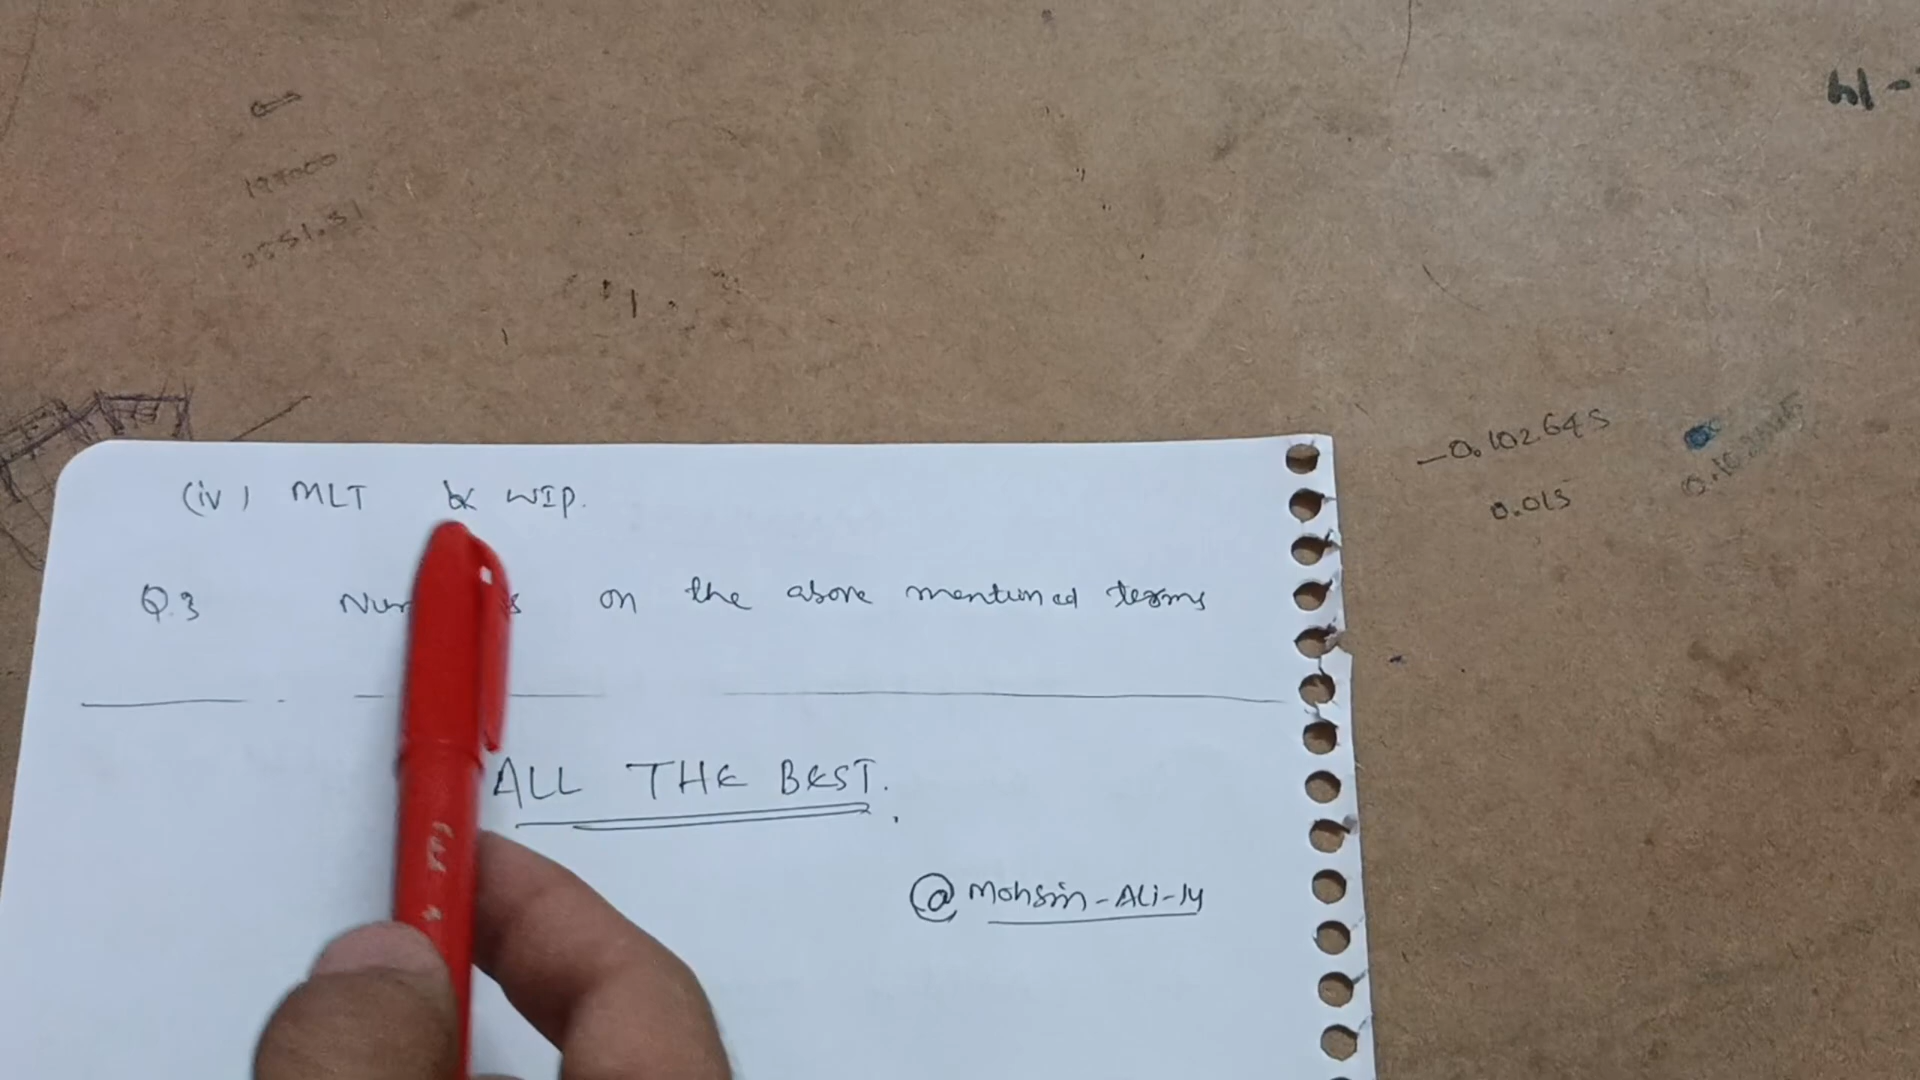 (iv) MLT & WIP.
Q.3 on the above mentioned terms
ALL THE BEST.
@Mohsin-Ali-14
-0.102645
0.015